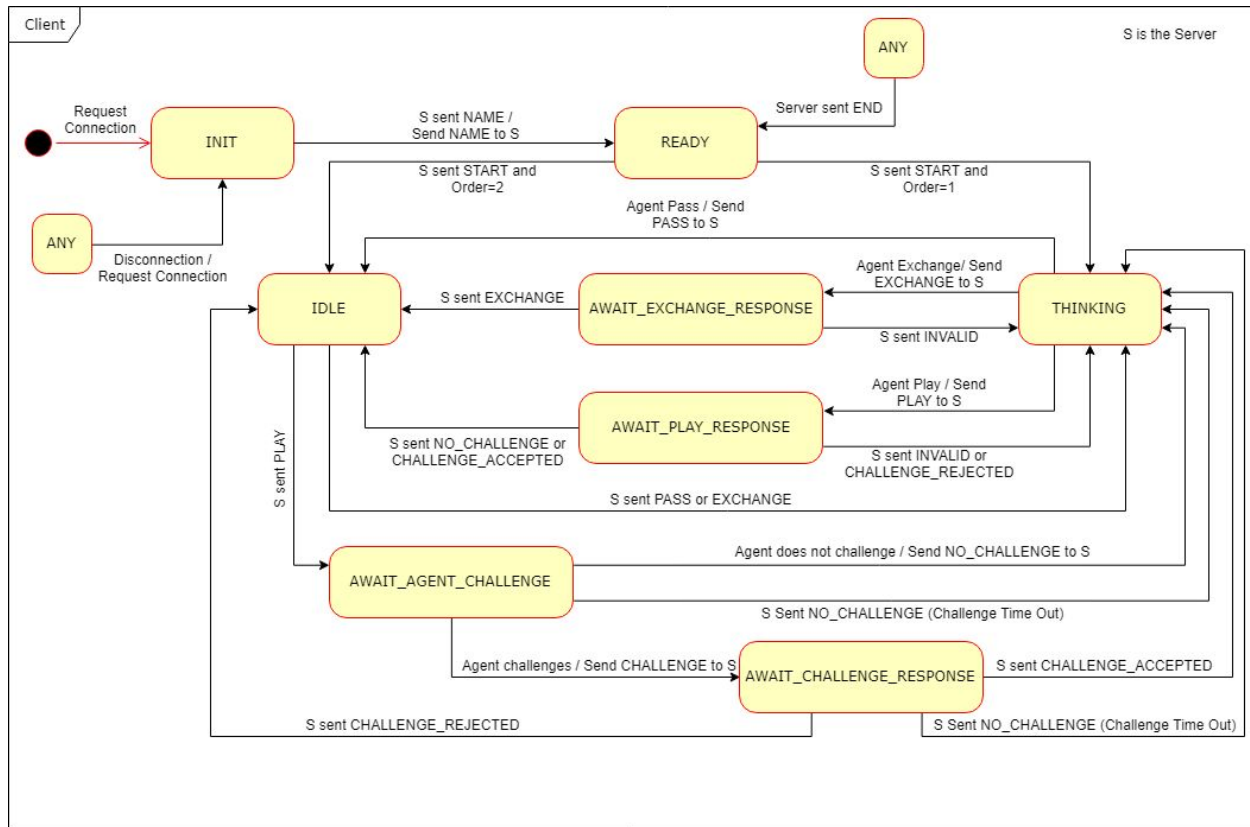 Client
S is the Server
ANY
Request
Connection
S sent NAME /
Send NAME to S
Server sent END
INIT
READY
S sent START and
Order=2
S sent START and
Order=1
Agent Pass / Send
PASS to S
ANY
Disconnection /
Request Connection
Agent Exchange/ Send
EXCHANGE to S
IDLE
S sent EXCHANGE
AWAIT_EXCHANGE_RESPONSE
THINKING
S sent INVALID
Agent Play / Send
PLAY to S
AWAIT_PLAY_RESPONSE
S sent NO_CHALLENGE or
CHALLENGE_ACCEPTED
S sent INVALID or
CHALLENGE_REJECTED
S sent PLAY
S sent PASS or EXCHANGE
Agent does not challenge / Send NO_CHALLENGE to S
AWAIT_AGENT_CHALLENGE
S Sent NO_CHALLENGE (Challenge Time Out)
Agent challenges / Send CHALLENGE to S
AWAIT_CHALLENGE_RESPONSE
S sent CHALLENGE_ACCEPTED
S sent CHALLENGE_REJECTED
S Sent NO_CHALLENGE (Challenge Time Out)